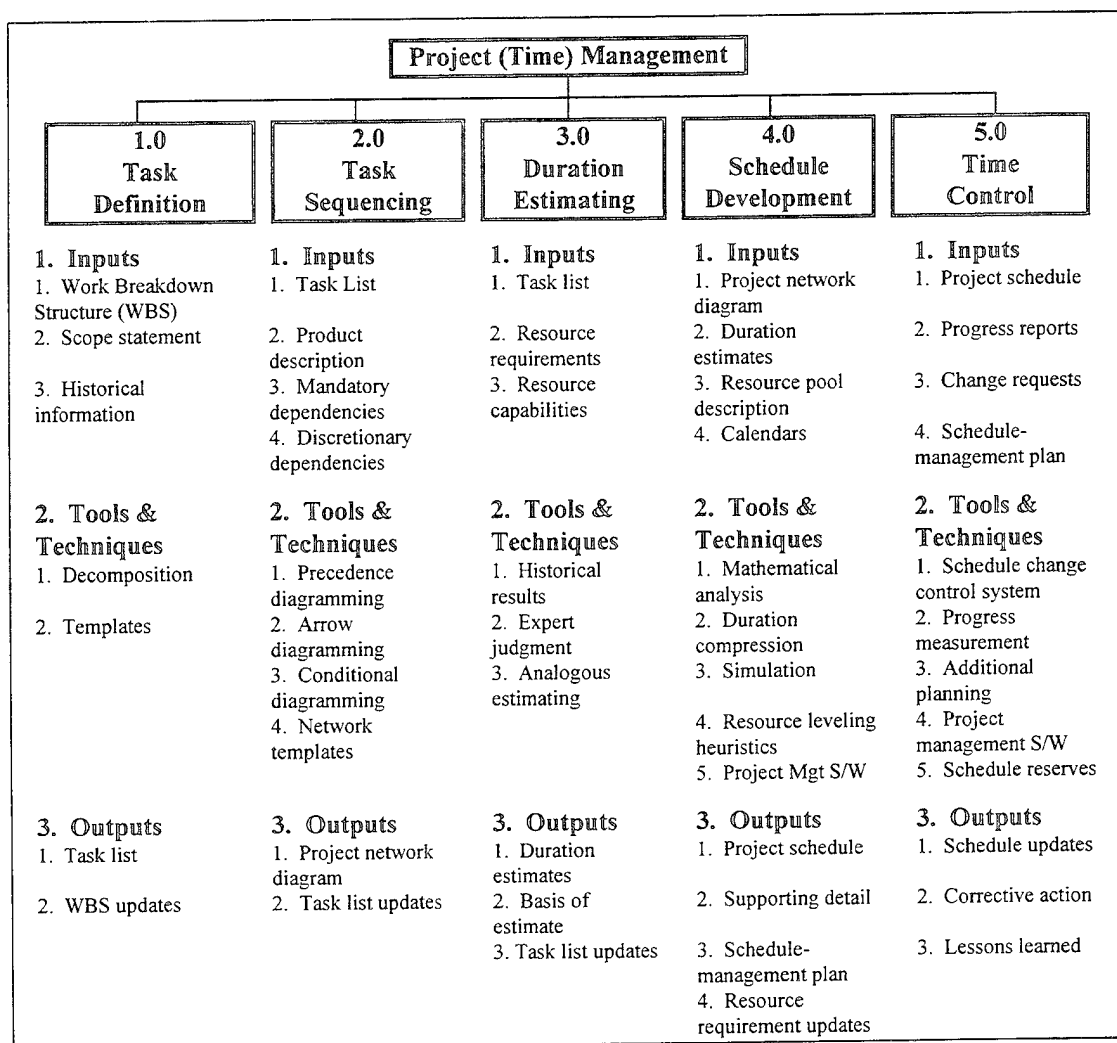 Project (Time) Management
1.0
Task
Definition
2.0
Task
Sequencing
3.0
Duration
Estimating
4.0
Schedule
Development
5.0
Time
Control
1. Inputs
1. Work Breakdown
Structure (WBS)
2. Scope statement
3. Historical
information
1. Inputs
1. Task List
2. Product
description
3. Mandatory
dependencies
4. Discretionary
dependencies
1. Inputs
1. Task list
2. Resource
requirements
3. Resource
capabilities
1. Inputs
1. Project network
diagram
2. Duration
estimates
3. Resource pool
description
4. Calendars
1. Inputs
1. Project schedule
2. Progress reports
3. Change requests
4. Schedule-
management plan
2. Tools &
Techniques
1. Decomposition
2. Templates
2. Tools &
Techniques
1. Precedence
diagramming
2. Arrow
diagramming
3. Conditional
diagramming
4. Network
templates
2. Tools &
Techniques
1. Historical
results
2. Expert
judgment
3. Analogous
estimating
2. Tools &
Techniques
1. Mathematical
analysis
2. Duration
compression
3. Simulation
4. Resource leveling
heuristics
5. Project Mgt S/W
2. Tools &
Techniques
1. Schedule change
control system
2. Progress
measurement
3. Additional
planning
4. Project
management S/W
5. Schedule reserves
3. Outputs
1. Task list
2. WBS updates
3. Outputs
1. Project network
diagram
2. Task list updates
3. Outputs
1. Duration
estimates
2. Basis of
estimate
3. Task list updates
3. Outputs
1. Project schedule
2. Supporting detail
3. Schedule-
management plan
4. Resource
requirement updates
3. Outputs
1. Schedule updates
2. Corrective action
3. Lessons learned